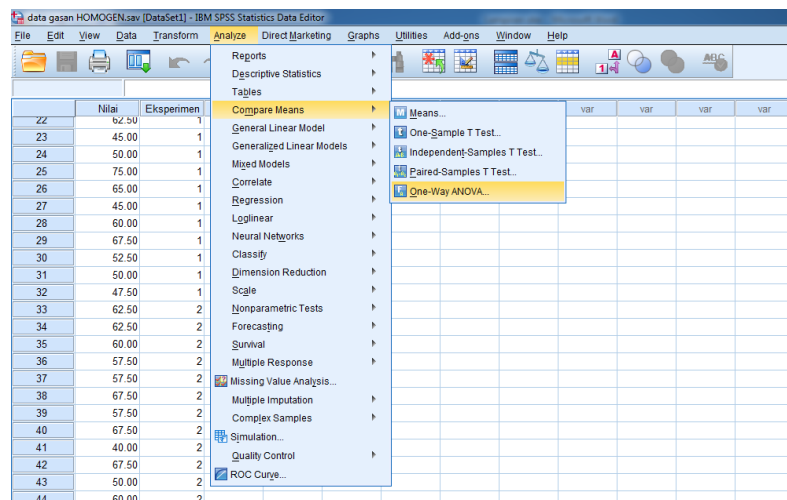 data gasan HOMOGEN.sav [DataSet1] - IBM SPSS Statistics Data Editor
File Edit View Data Transform Analyze Direct Marketing Graphs Utilities Add-ons Window Help
Nilai Eksperimen var var var var
22 62.50 1
23 45.00 1
24 50.00 1
25 75.00 1
26 65.00 1
27 45.00 1
28 60.00 1
29 67.50 1
30 52.50 1
31 50.00 1
32 47.50 1
33 62.50 2
34 62.50 2
35 60.00 2
36 57.50 2
37 57.50 2
38 67.50 2
39 57.50 2
40 67.50 2
41 40.00 2
42 67.50 2
43 50.00 2
44 60.00 2
Reports
Descriptive Statistics
Tables
Compare Means
General Linear Model
Generalized Linear Models
Mixed Models
Correlate
Regression
Loglinear
Neural Networks
Classify
Dimension Reduction
Scale
Nonparametric Tests
Forecasting
Survival
Multiple Response
Missing Value Analysis...
Multiple Imputation
Complex Samples
Simulation...
Quality Control
ROC Curve...
M Means...
One-Sample T Test...
Independent-Samples T Test...
Paired-Samples T Test...
One-Way ANOVA...